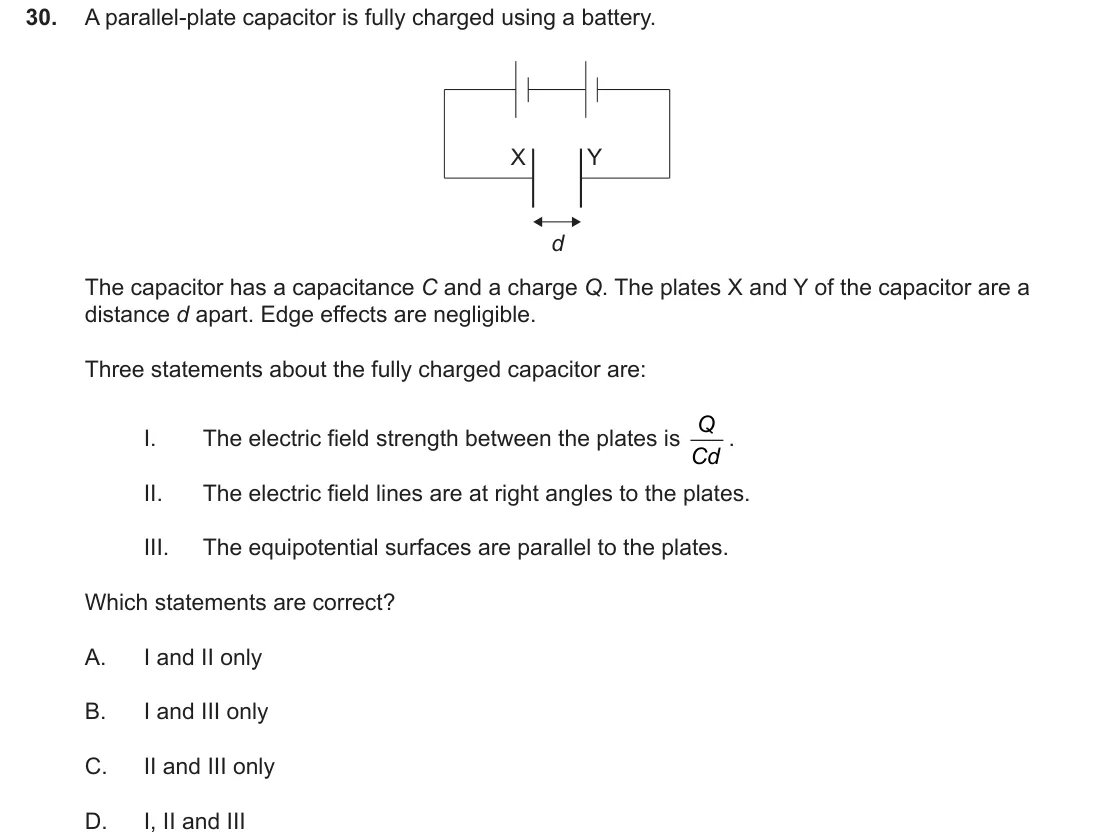 30. A parallel-plate capacitor is fully charged using a battery.
X Y
d
The capacitor has a capacitance C and a charge Q. The plates X and Y of the capacitor are a
distance d apart. Edge effects are negligible.
Three statements about the fully charged capacitor are:
I. The electric field strength between the plates is Q/Cd.
II. The electric field lines are at right angles to the plates.
III. The equipotential surfaces are parallel to the plates.
Which statements are correct?
A. I and II only
B. I and III only
C. II and III only
D. I, II and III